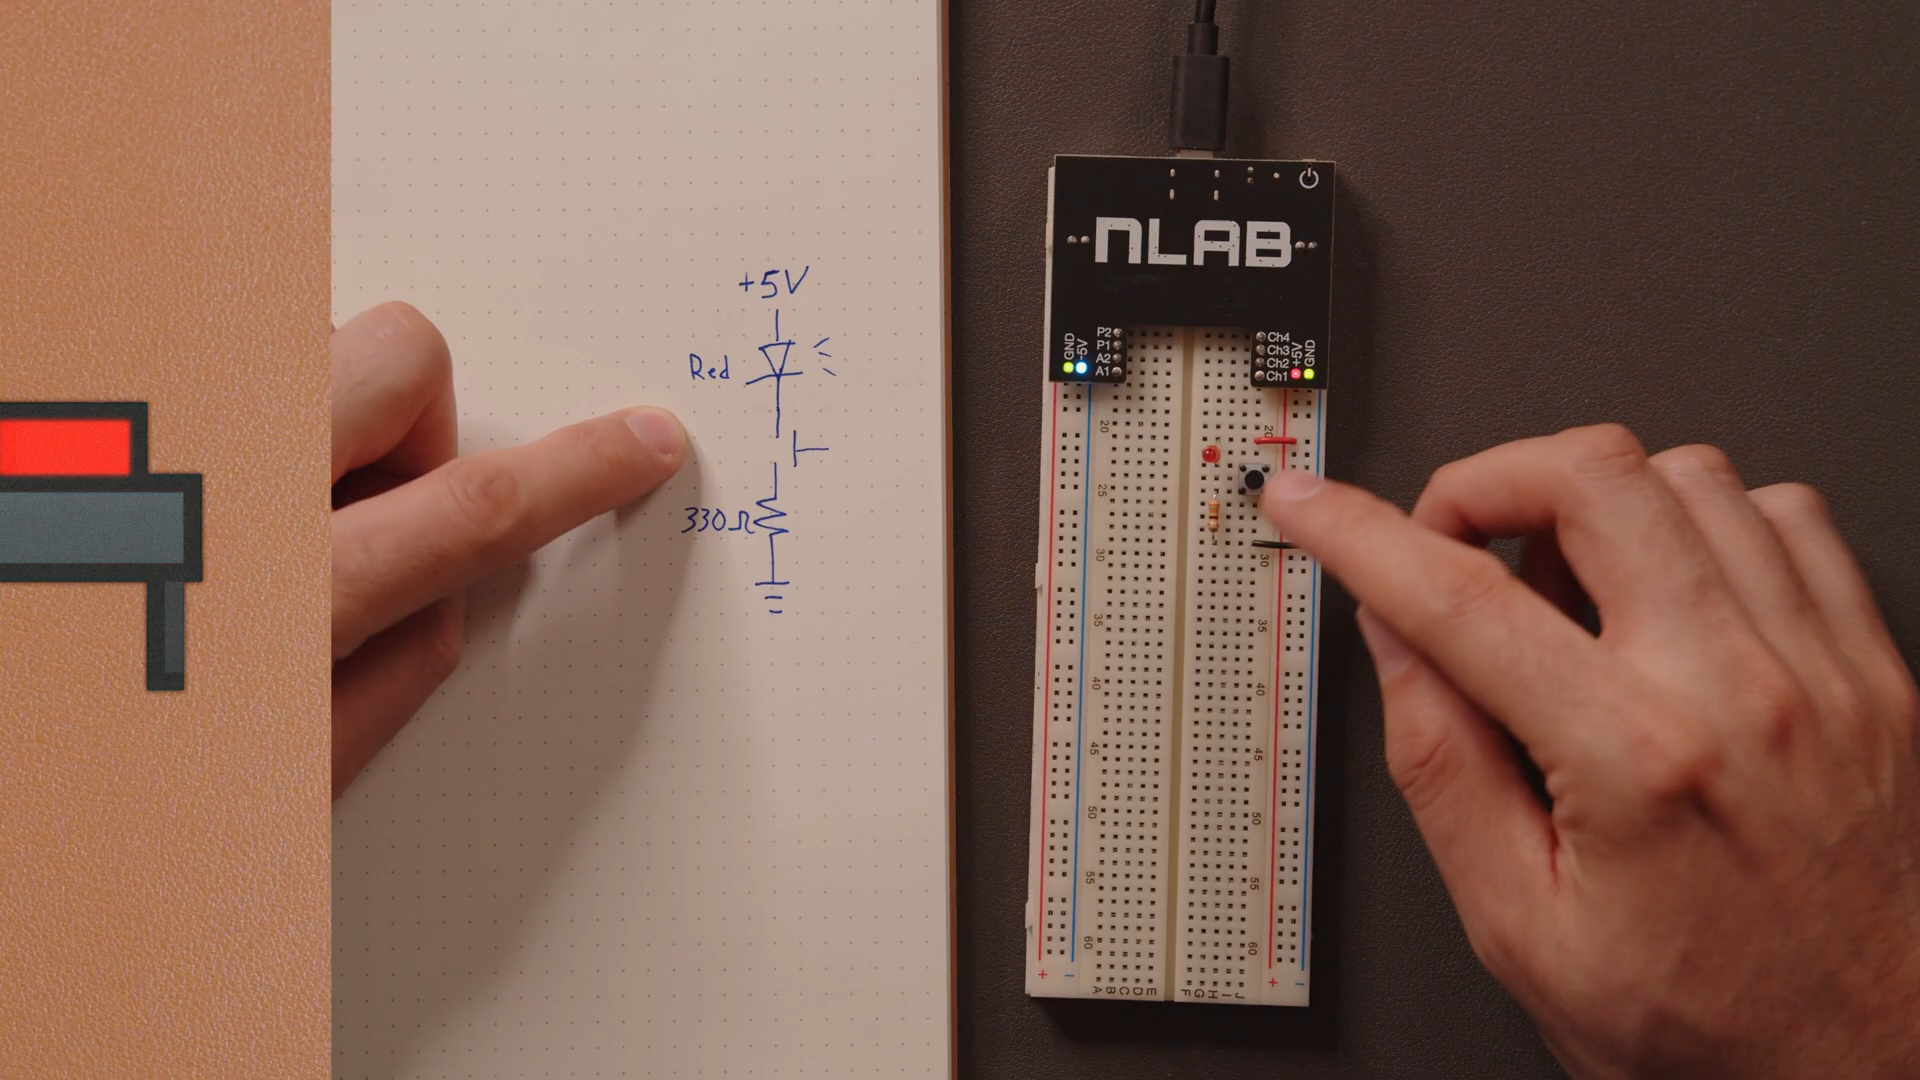 +5V
Red
330Ω
nLAB
P2
P1
A2
A1
GND
-5V
Ch4
Ch3
Ch2
Ch1
+5V
GND
20
25
30
35
40
45
50
55
60
20
30
35
40
45
50
55
60
+ −
+ −
A B C D E
F G H I J